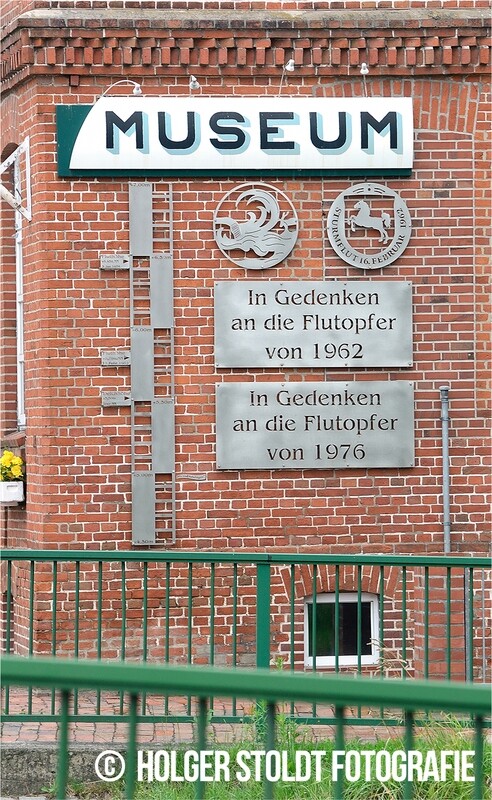 MUSEUM
STURMFLUT 16. FEBRUAR 1962
In Gedenken
an die Flutopfer
von 1962
In Gedenken
an die Flutopfer
von 1976
© HOLGER STOLDT FOTOGRAFIE